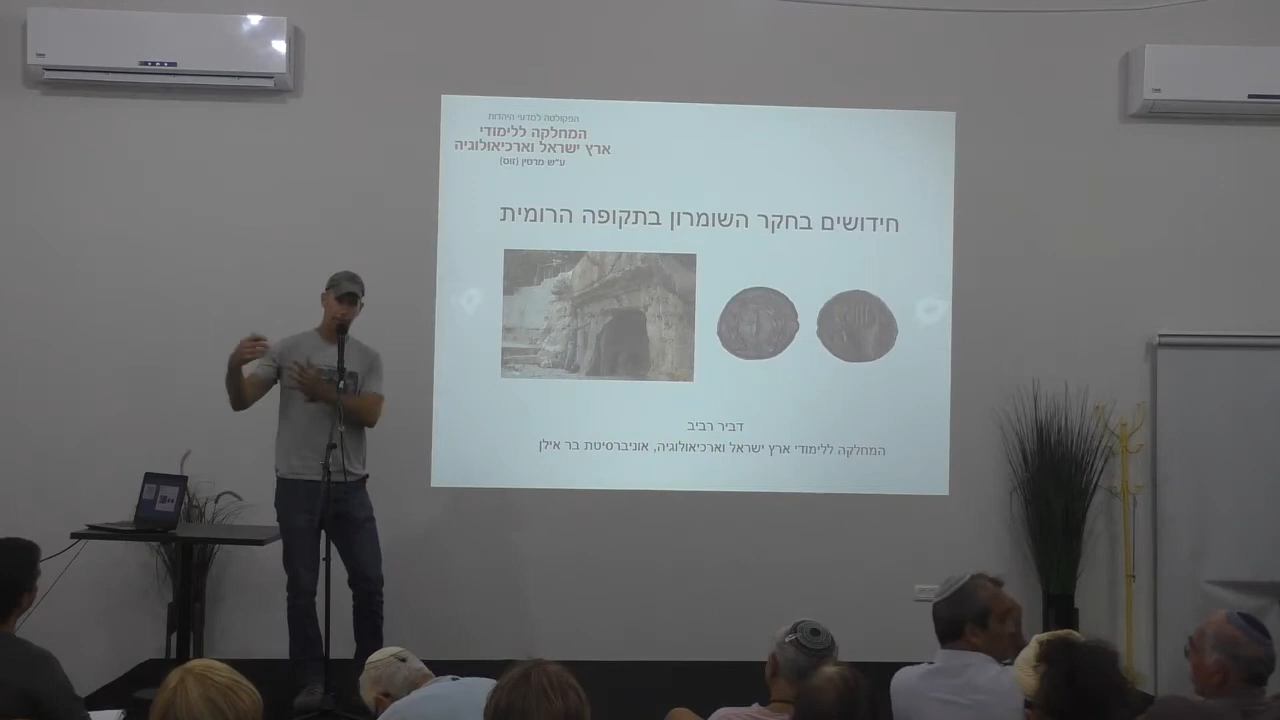 הפקולטה למדעי היהדות
המחלקה ללימודי
ארץ ישראל וארכיאולוגיה
ע״ש מרטין (זוס)
חידושים בחקר השומרון בתקופה הרומית
דביר רביב
המחלקה ללימודי ארץ ישראל וארכיאולוגיה, אוניברסיטת בר אילן